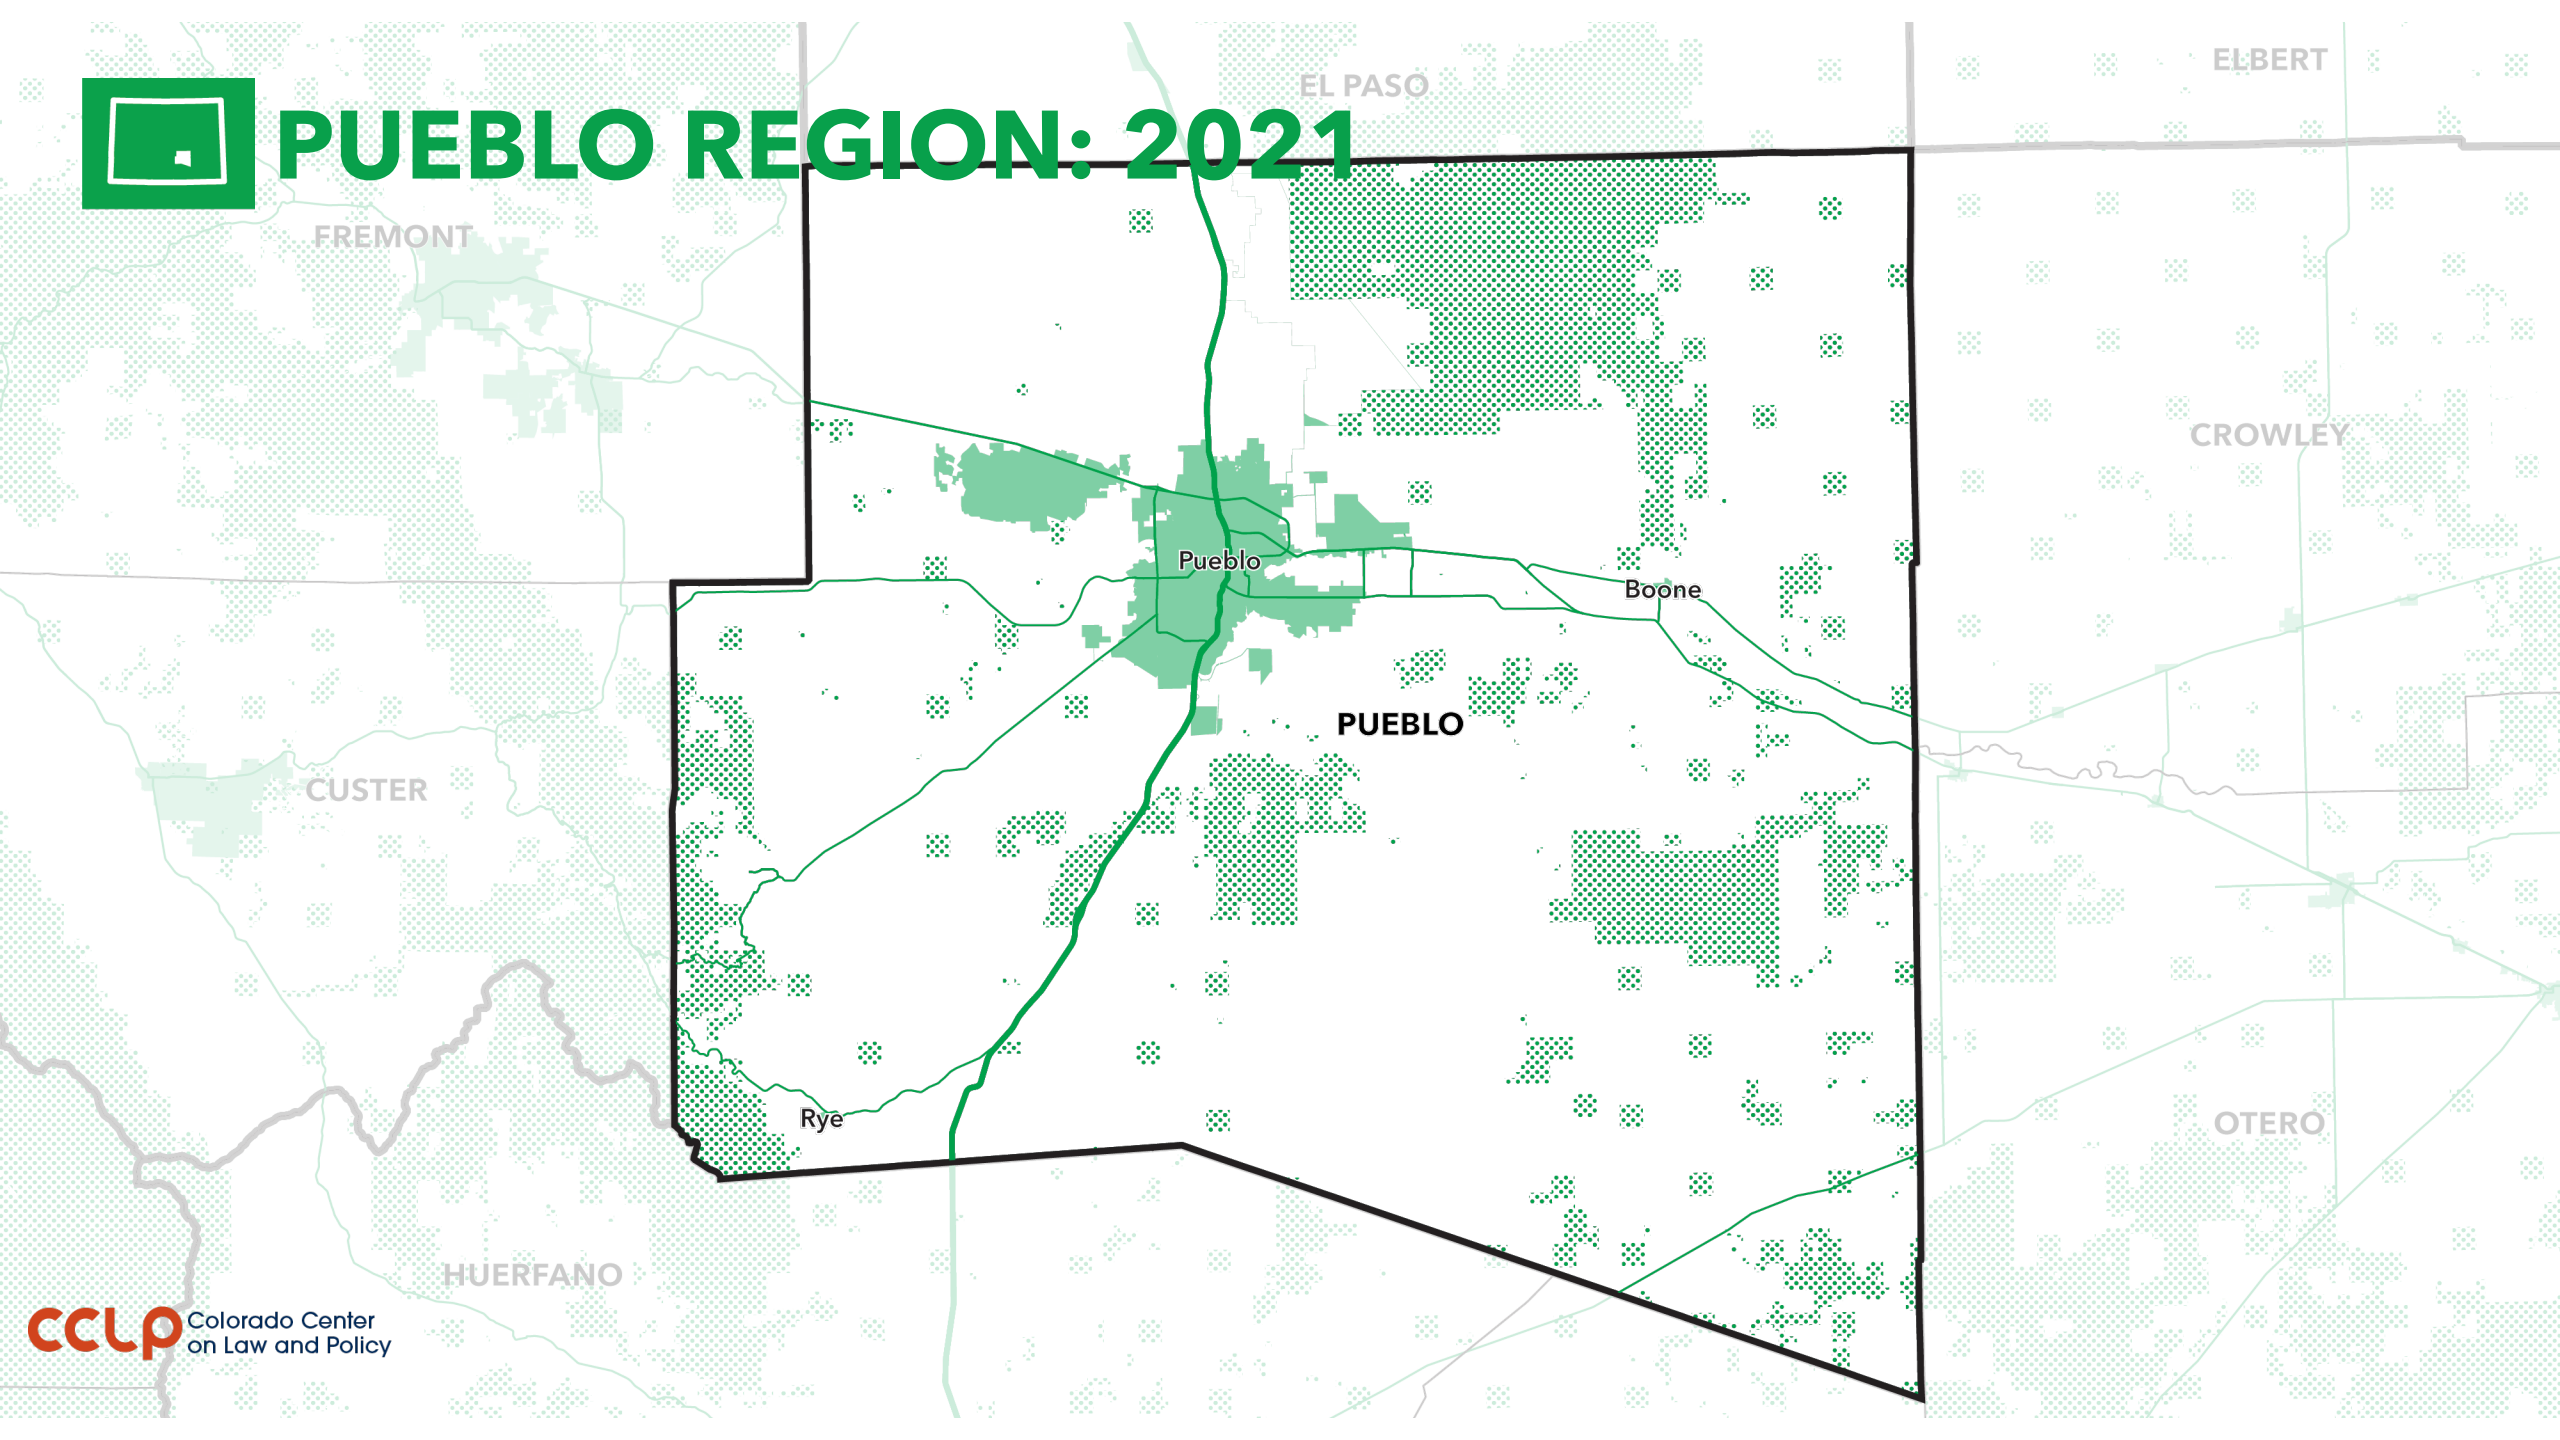 ELBERT
EL PASO
PUEBLO REGION: 2021
FREMONT
CROWLEY
Pueblo
Boone
PUEBLO
CUSTER
Rye
OTERO
HUERFANO
CCLP
Colorado Center
on Law and Policy